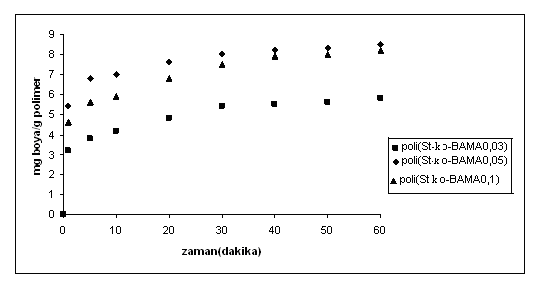 9
8
7
6
5
4
3
2
1
0
mg boya/g polimer
0 10 20 30 40 50 60
zaman(dakika)
poli(St-ko-BAMA0,03)
poli(St-ko-BAMA0,05)
poli(St-ko-BAMA0,1)